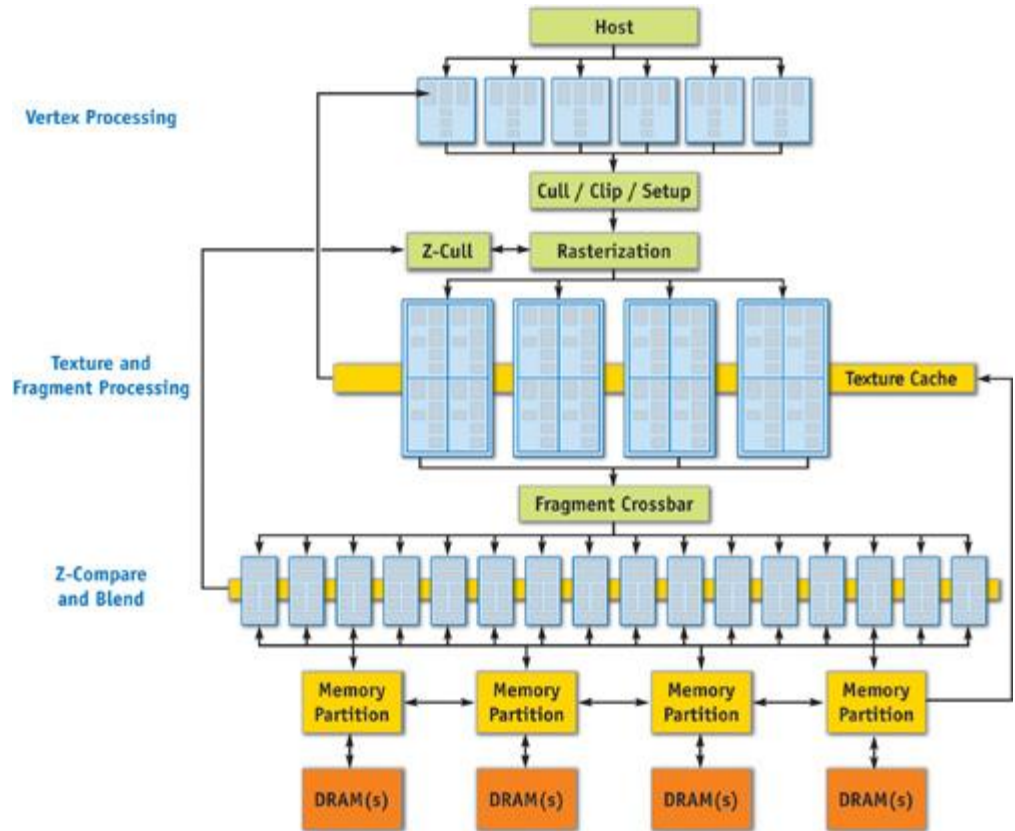 Host
Vertex Processing
Cull / Clip / Setup
Z-Cull
Rasterization
Texture and
Fragment Processing
Texture Cache
Fragment Crossbar
Z-Compare
and Blend
Memory
Partition
Memory
Partition
Memory
Partition
Memory
Partition
DRAM(s)
DRAM(s)
DRAM(s)
DRAM(s)